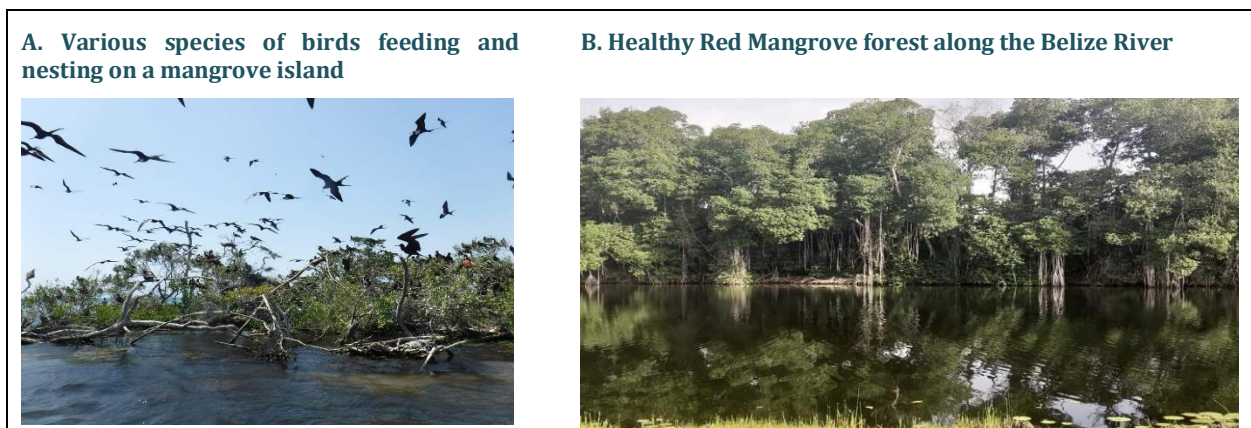 A. Various species of birds feeding and
nesting on a mangrove island
B. Healthy Red Mangrove forest along the Belize River